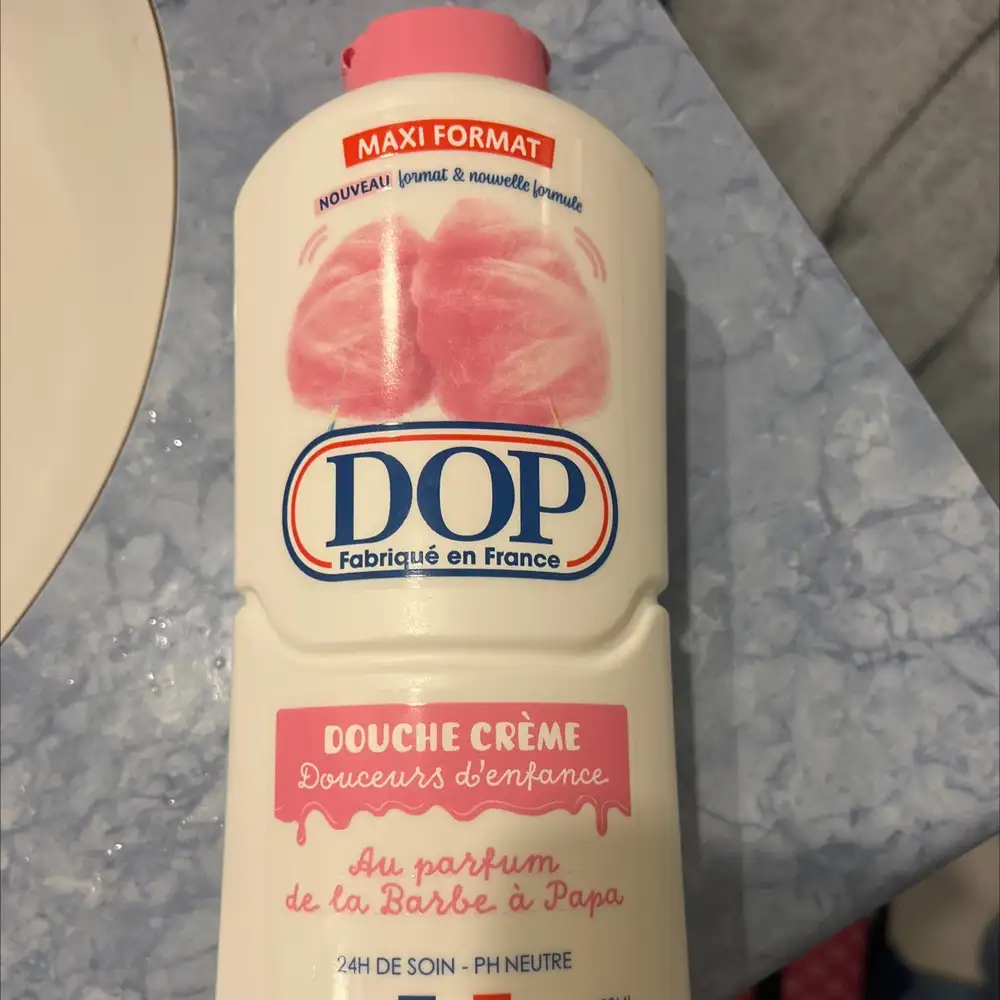 MAXI FORMAT
NOUVEAU format & nouvelle formule
DOP
Fabriqué en France
DOUCHE CRÈME
Douceurs d'enfance
Au parfum
de la Barbe à Papa
24H DE SOIN - PH NEUTRE